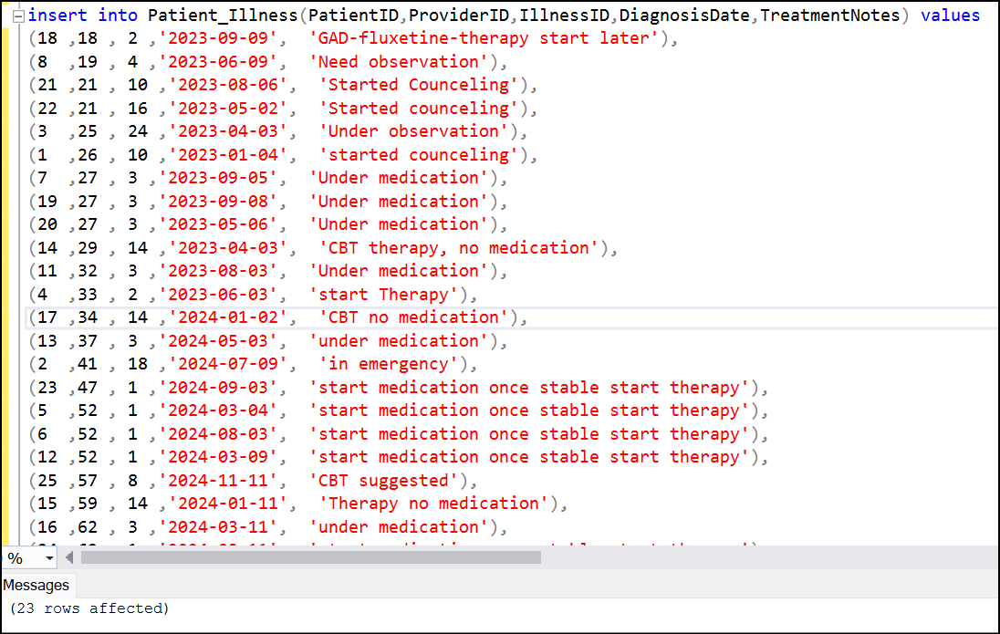 insert into Patient_Illness(PatientID,ProviderID,IllnessID,DiagnosisDate,TreatmentNotes) values
(18 ,18 , 2 ,'2023-09-09', 'GAD-fluxetine-therapy start later'),
(8 ,19 , 4 ,'2023-06-09', 'Need observation'),
(21 ,21 , 10 ,'2023-08-06', 'Started Counceling'),
(22 ,21 , 16 ,'2023-05-02', 'Started counceling'),
(3 ,25 , 24 ,'2023-04-03', 'Under observation'),
(1 ,26 , 10 ,'2023-01-04', 'started counceling'),
(7 ,27 , 3 ,'2023-09-05', 'Under medication'),
(19 ,27 , 3 ,'2023-09-08', 'Under medication'),
(20 ,27 , 3 ,'2023-05-06', 'Under medication'),
(14 ,29 , 14 ,'2023-04-03', 'CBT therapy, no medication'),
(11 ,32 , 3 ,'2023-08-03', 'Under medication'),
(4 ,33 , 2 ,'2023-06-03', 'start Therapy'),
(17 ,34 , 14 ,'2024-01-02', 'CBT no medication'),
(13 ,37 , 3 ,'2024-05-03', 'under medication'),
(2 ,41 , 18 ,'2024-07-09', 'in emergency'),
(23 ,47 , 1 ,'2024-09-03', 'start medication once stable start therapy'),
(5 ,52 , 1 ,'2024-03-04', 'start medication once stable start therapy'),
(6 ,52 , 1 ,'2024-08-03', 'start medication once stable start therapy'),
(12 ,52 , 1 ,'2024-03-09', 'start medication once stable start therapy'),
(25 ,57 , 8 ,'2024-11-11', 'CBT suggested'),
(15 ,59 , 14 ,'2024-01-11', 'Therapy no medication'),
(16 ,62 , 3 ,'2024-03-11', 'under medication'),
%
Messages
(23 rows affected)